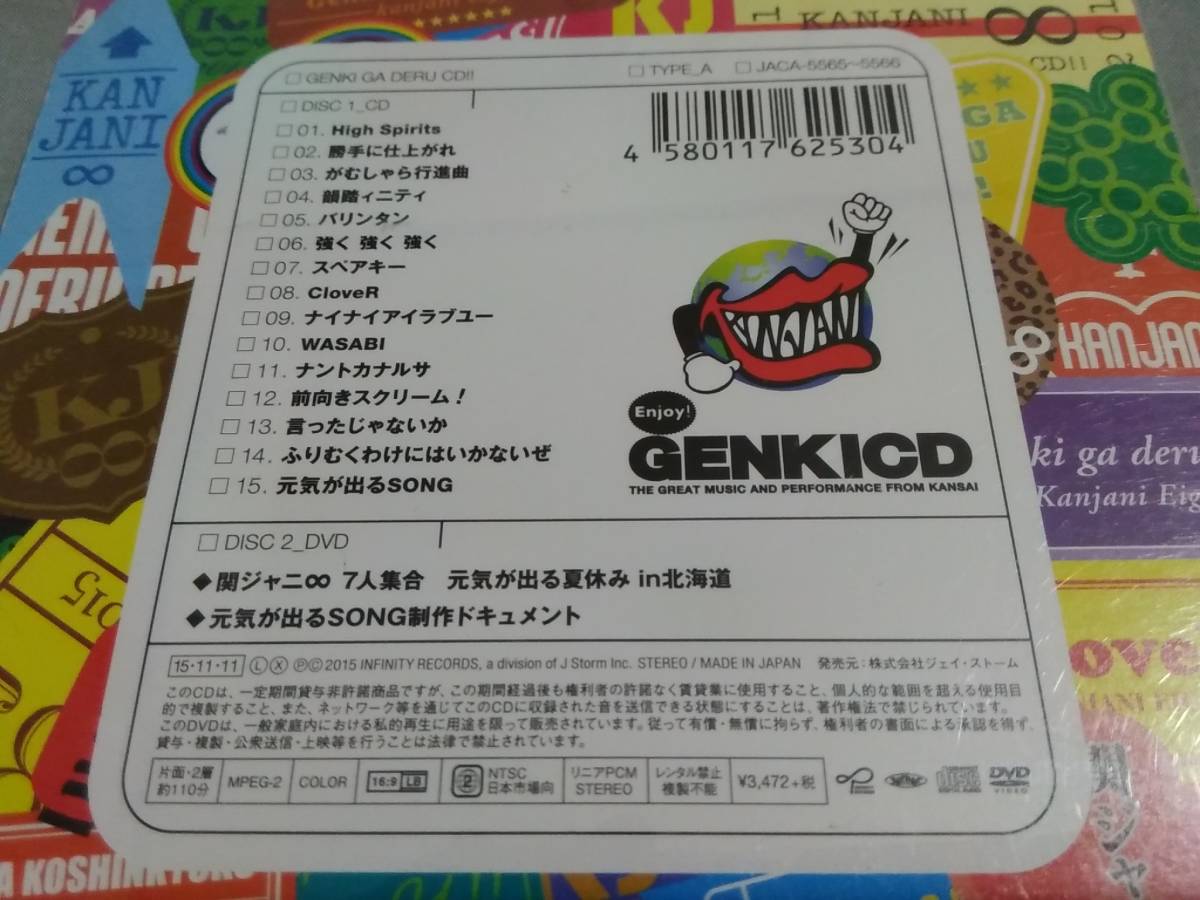 KANJANI
KJ
KANJANI
∞
CD!!
KAN
JANI
∞
GENKI GA DERU CD!!
TYPE_A
JACA-5565~5566
DISC 1_CD
01. High Spirits
02. 勝手に仕上がれ
03. がむしゃら行進曲
04. 韻踏ィニティ
05. バリンタン
06. 強く 強く 強く
07. スペアキー
08. CloveR
09. ナイナイアイラブユー
10. WASABI
11. ナントカナルサ
12. 前向きスクリーム!
13. 言ったじゃないか
14. ふりむくわけにはいかないぜ
15. 元気が出るSONG
4 580117 625304
KANJANI
Enjoy!
GENKICD
THE GREAT MUSIC AND PERFORMANCE FROM KANSAI
DISC 2_DVD
◆関ジャニ∞ 7人集合 元気が出る夏休み in北海道
◆元気が出るSONG制作ドキュメント
15・11・11 Ⓛ Ⓧ ℗©2015 INFINITY RECORDS, a division of J Storm Inc. STEREO / MADE IN JAPAN 発売元:株式会社ジェイ・ストーム
このCDは、一定期間貸与非許諾商品ですが、この期間経過後も権利者の許諾なく賃貸業に使用すること、個人的な範囲を超える使用目
的で複製すること、また、ネットワーク等を通じてこのCDに収録された音を送信できる状態にすることは、著作権法で禁じられています。
このDVDは、一般家庭内における私的再生に用途を限って販売されています。従って有償・無償に拘らず、権利者の書面による承認を得ず、
貸与・複製・公衆送信・上映等を行うことは法律で禁止されています。
片面・2層
約110分
MPEG-2
COLOR
16:9 LB
2
NTSC
日本市場向
リニアPCM
STEREO
レンタル禁止
複製不能
¥3,472+税
DVD
VIDEO
KJ
∞
2015
KANJANI
ki ga deru
Kanjani Eig
A KOSHINKYOKU